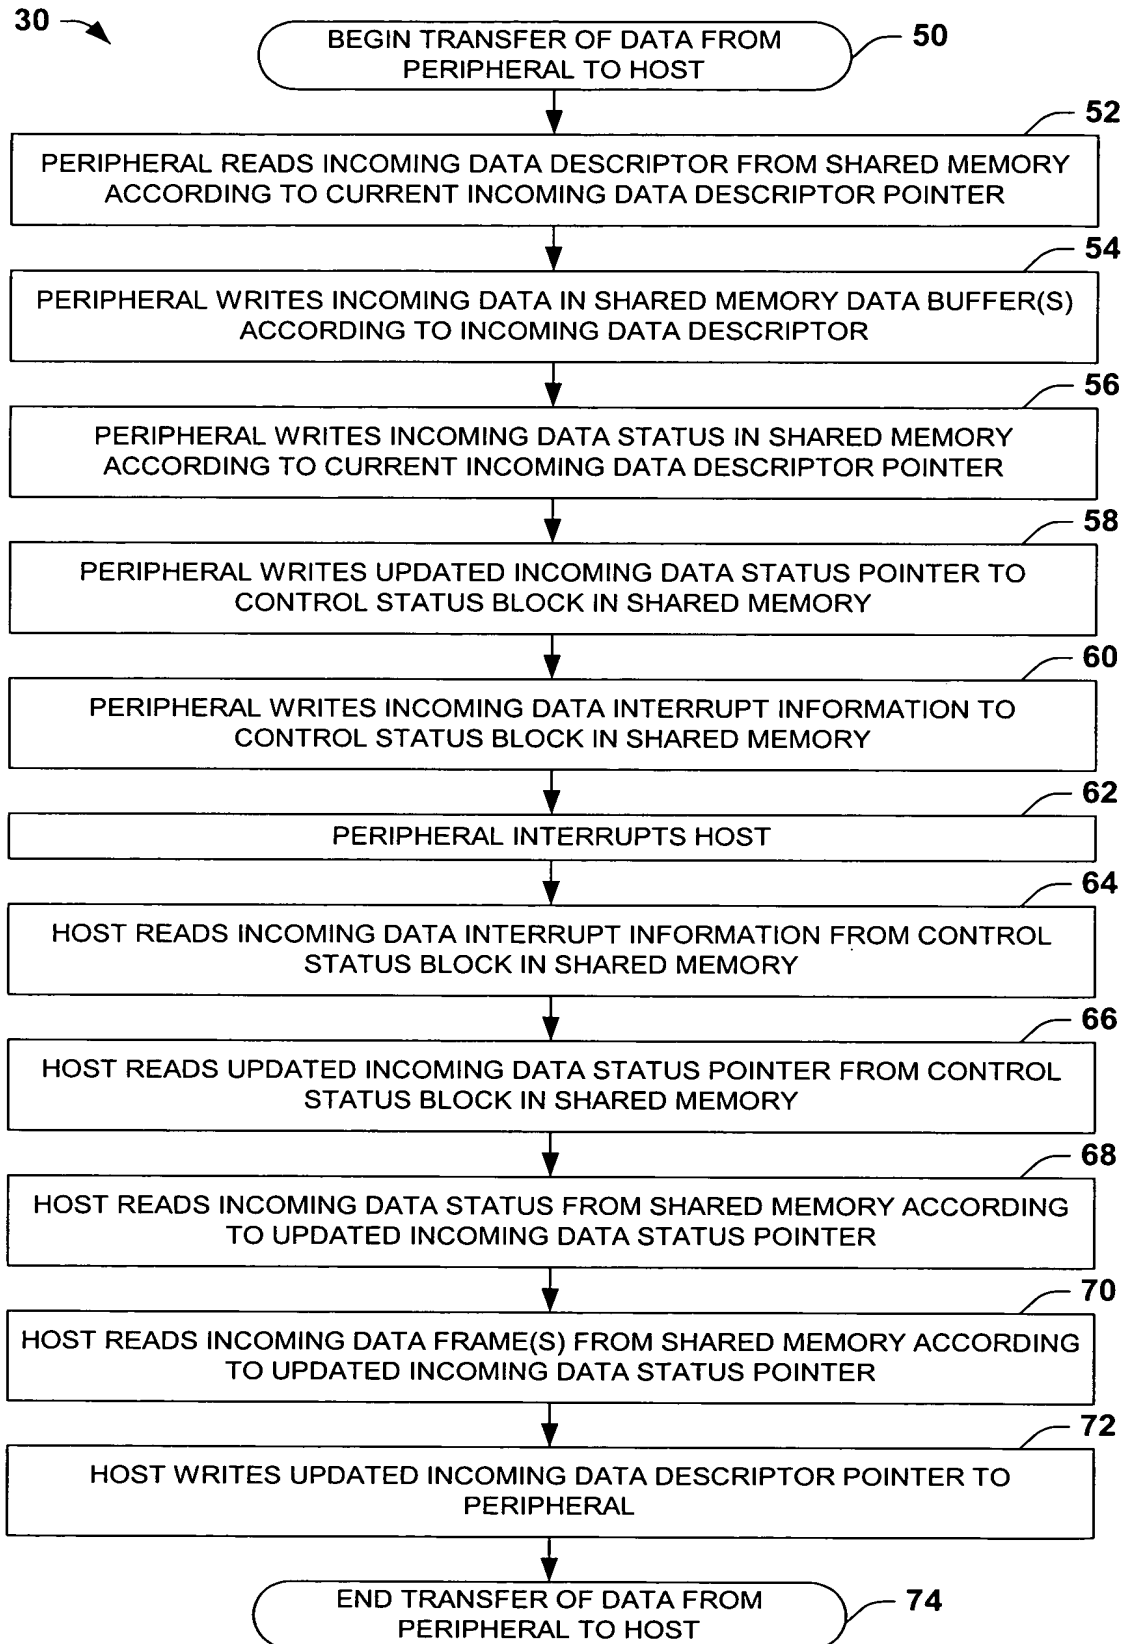 30
BEGIN TRANSFER OF DATA FROM
PERIPHERAL TO HOST
50
52
PERIPHERAL READS INCOMING DATA DESCRIPTOR FROM SHARED MEMORY
ACCORDING TO CURRENT INCOMING DATA DESCRIPTOR POINTER
54
PERIPHERAL WRITES INCOMING DATA IN SHARED MEMORY DATA BUFFER(S)
ACCORDING TO INCOMING DATA DESCRIPTOR
56
PERIPHERAL WRITES INCOMING DATA STATUS IN SHARED MEMORY
ACCORDING TO CURRENT INCOMING DATA DESCRIPTOR POINTER
58
PERIPHERAL WRITES UPDATED INCOMING DATA STATUS POINTER TO
CONTROL STATUS BLOCK IN SHARED MEMORY
60
PERIPHERAL WRITES INCOMING DATA INTERRUPT INFORMATION TO
CONTROL STATUS BLOCK IN SHARED MEMORY
62
PERIPHERAL INTERRUPTS HOST
64
HOST READS INCOMING DATA INTERRUPT INFORMATION FROM CONTROL
STATUS BLOCK IN SHARED MEMORY
66
HOST READS UPDATED INCOMING DATA STATUS POINTER FROM CONTROL
STATUS BLOCK IN SHARED MEMORY
68
HOST READS INCOMING DATA STATUS FROM SHARED MEMORY ACCORDING
TO UPDATED INCOMING DATA STATUS POINTER
70
HOST READS INCOMING DATA FRAME(S) FROM SHARED MEMORY ACCORDING
TO UPDATED INCOMING DATA STATUS POINTER
72
HOST WRITES UPDATED INCOMING DATA DESCRIPTOR POINTER TO
PERIPHERAL
END TRANSFER OF DATA FROM
PERIPHERAL TO HOST
74